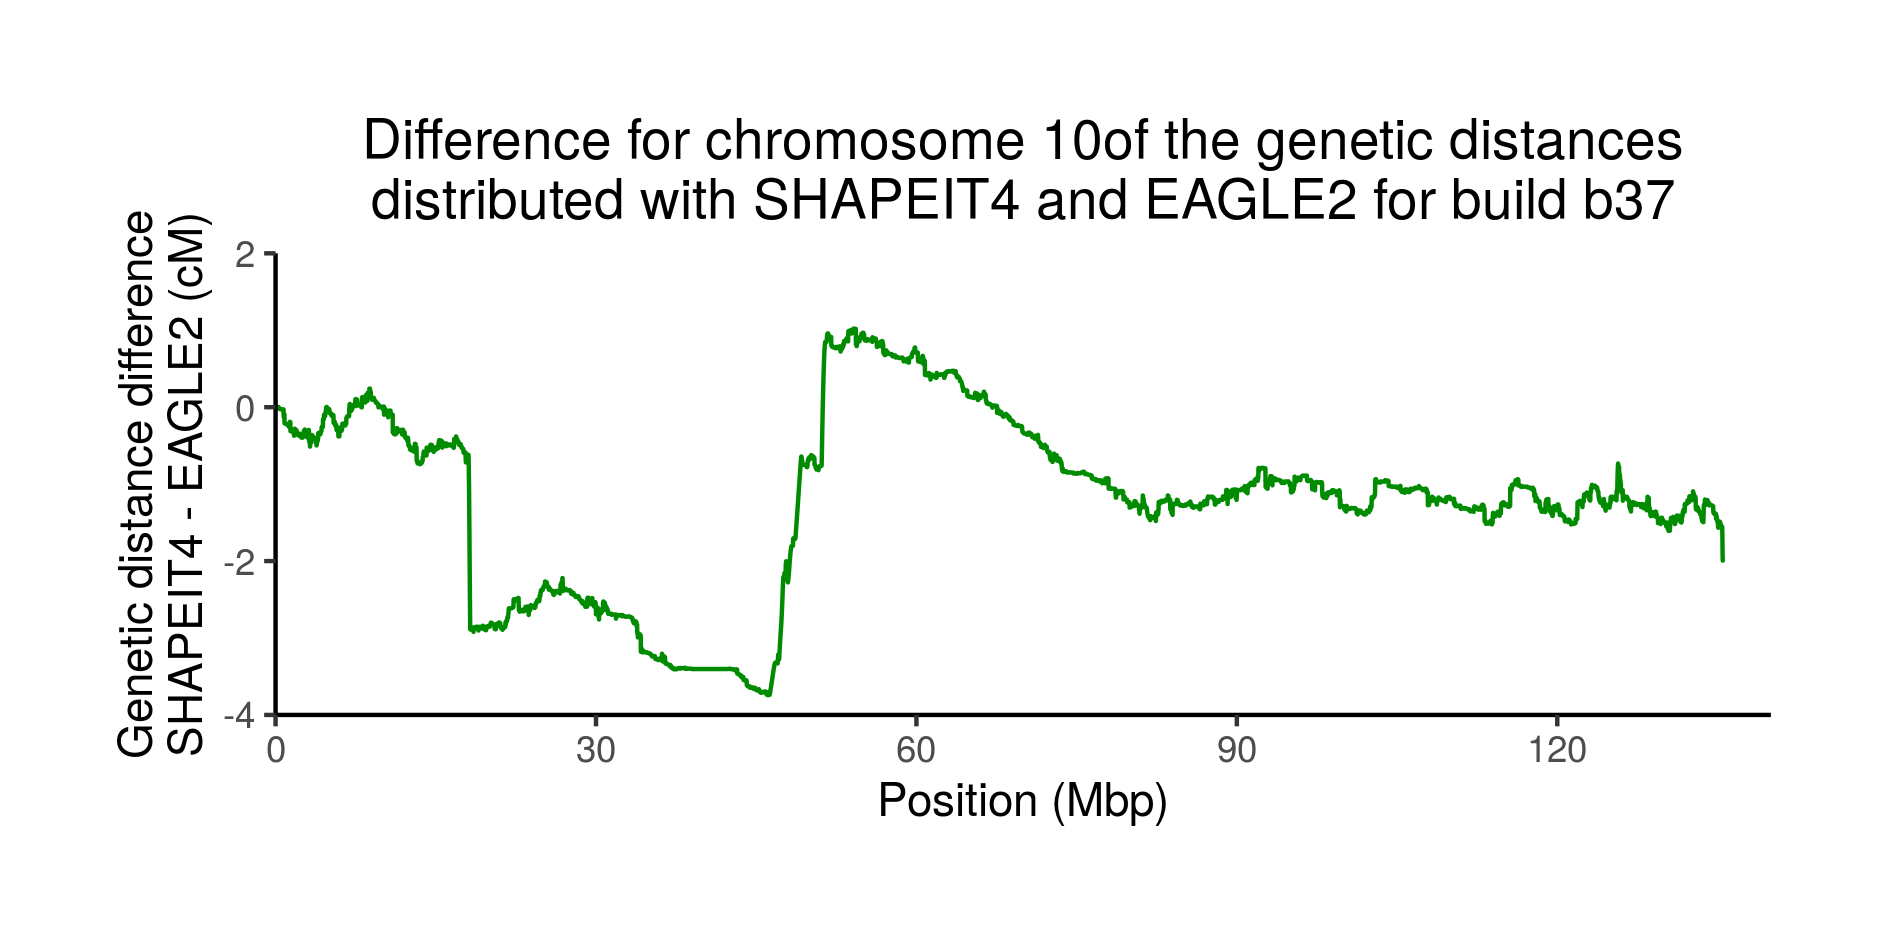 Difference for chromosome 10of the genetic distances
distributed with SHAPEIT4 and EAGLE2 for build b37
Genetic distance difference
SHAPEIT4 - EAGLE2 (cM)
2
0
-2
-4
0
30
60
90
120
Position (Mbp)